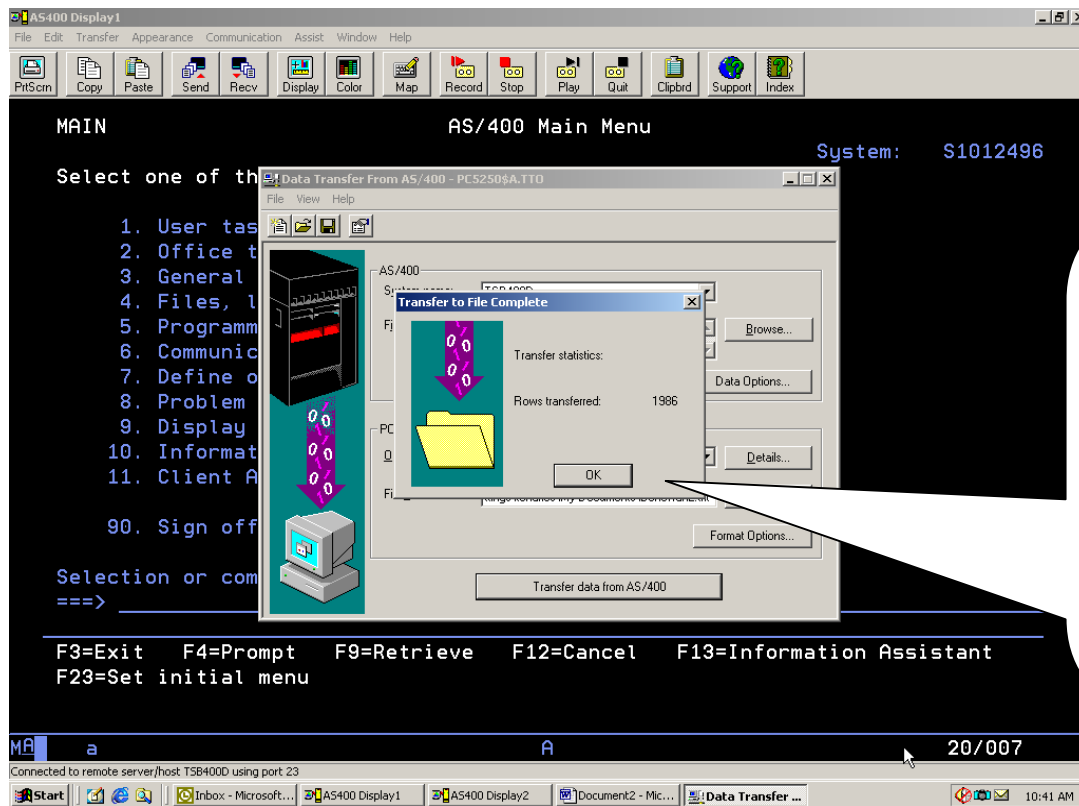 AS400 Display1
File Edit Transfer Appearance Communication Assist Window Help
PrtScrn Copy Paste Send Recv Display Color Map Record Stop Play Quit Clipbrd Support Index
MAIN AS/400 Main Menu
System: S1012496
Select one of th
Data Transfer From AS/400 - PC5250$A.TTO
File View Help
1. User tas
2. Office t
3. General
4. Files, l
5. Programm
6. Communic
7. Define o
8. Problem
9. Display
10. Informat
11. Client A
90. Sign off
AS/400
Browse...
Data Options...
PC
Details...
Format Options...
Transfer data from AS/400
Transfer to File Complete
Transfer statistics:
Rows transferred: 1986
OK
Selection or com
===>
F3=Exit F4=Prompt F9=Retrieve F12=Cancel F13=Information Assistant
F23=Set initial menu
MA a A 20/007
Connected to remote server/host TSB400D using port 23
Start Inbox - Microsoft... AS400 Display1 AS400 Display2 Document2 - Mic... Data Transfer ... 10:41 AM